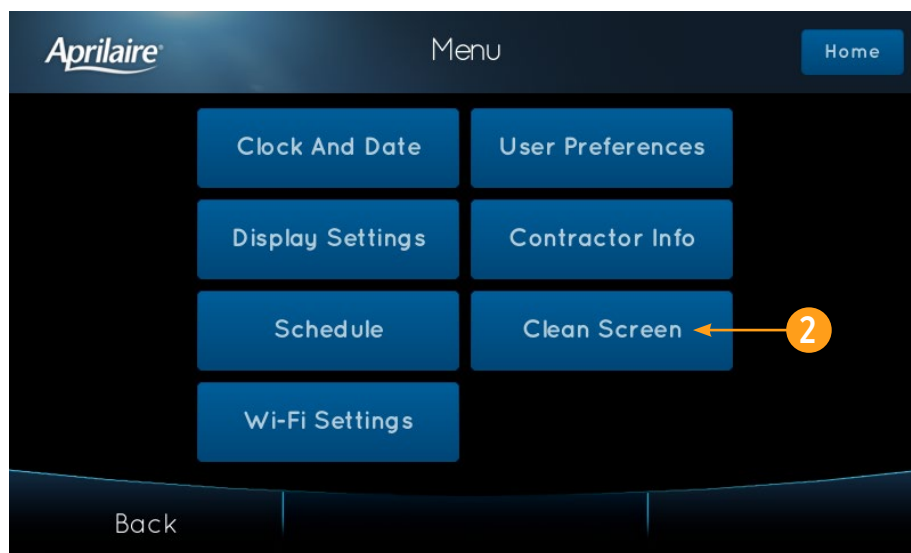 Aprilaire
Menu
Home
Clock And Date
User Preferences
Display Settings
Contractor Info
Schedule
Clean Screen
2
Wi-Fi Settings
Back